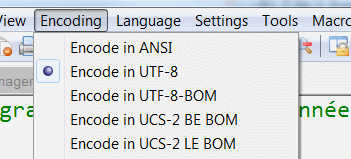 View Encoding Language Settings Tools Macro
Encode in ANSI
Encode in UTF-8
Encode in UTF-8-BOM
Encode in UCS-2 BE BOM
Encode in UCS-2 LE BOM